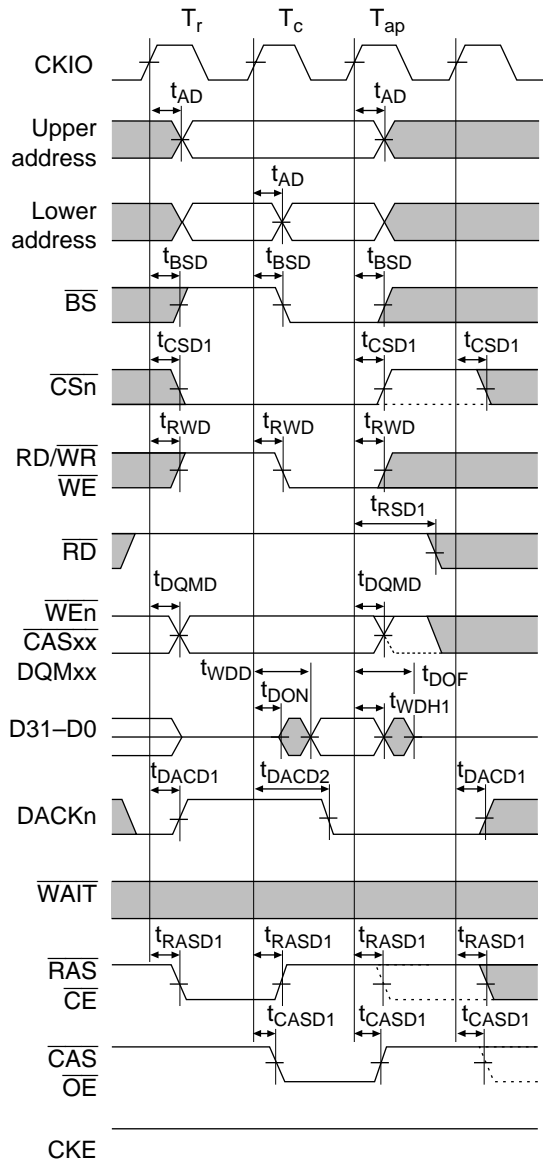 Tr Tc Tap
CKIO
tAD tAD
Upper
address
tAD
Lower
address
tBSD tBSD tBSD
BS
tCSD1 tCSD1 tCSD1
CSn
tRWD tRWD tRWD
RD/WR
WE
tRSD1
RD
tDQMD tDQMD
WEn
CASxx
DQMxx
tWDD tDOF
tDON tWDH1
D31–D0
tDACD1 tDACD2 tDACD1
DACKn
WAIT
tRASD1 tRASD1 tRASD1 tRASD1
RAS
CE
tCASD1 tCASD1 tCASD1
CAS
OE
CKE